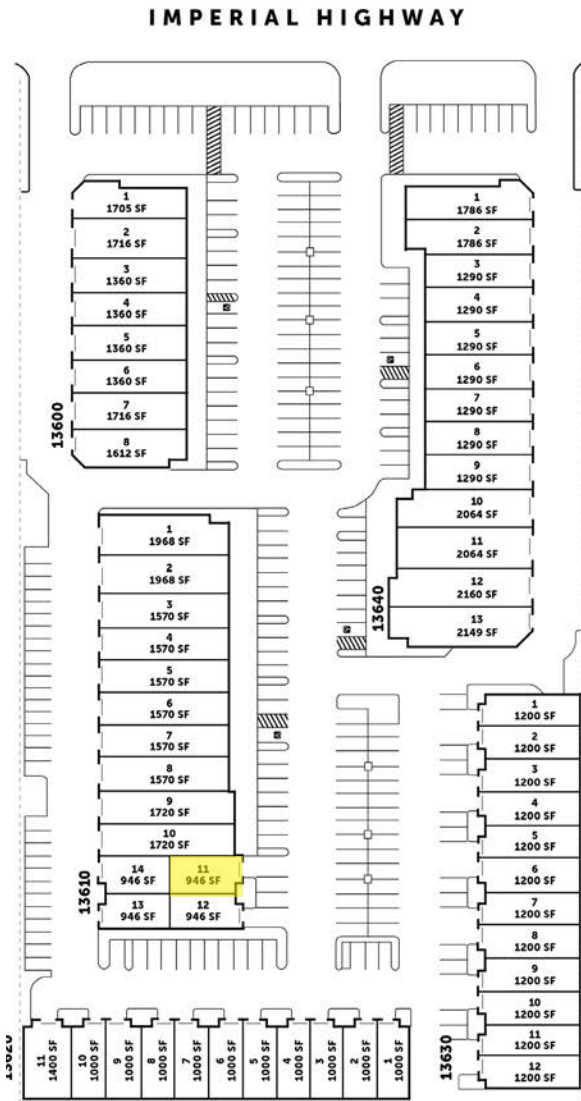 IMPERIAL HIGHWAY
13600
1
1705 SF
2
1716 SF
3
1360 SF
4
1360 SF
5
1360 SF
6
1360 SF
7
1716 SF
8
1612 SF
13640
1
1786 SF
2
1786 SF
3
1290 SF
4
1290 SF
5
1290 SF
6
1290 SF
7
1290 SF
8
1290 SF
9
1290 SF
10
2064 SF
11
2064 SF
12
2160 SF
13
2149 SF
13610
1
1968 SF
2
1968 SF
3
1570 SF
4
1570 SF
5
1570 SF
6
1570 SF
7
1570 SF
8
1570 SF
9
1720 SF
10
1720 SF
14
946 SF
11
946 SF
13
946 SF
12
946 SF
13630
1
1200 SF
2
1200 SF
3
1200 SF
4
1200 SF
5
1200 SF
6
1200 SF
7
1200 SF
8
1200 SF
9
1200 SF
10
1200 SF
11
1200 SF
12
1200 SF
13620
11
1400 SF
10
1000 SF
9
1000 SF
8
1000 SF
7
1000 SF
6
1000 SF
5
1000 SF
4
1000 SF
3
1000 SF
2
1000 SF
1
1000 SF